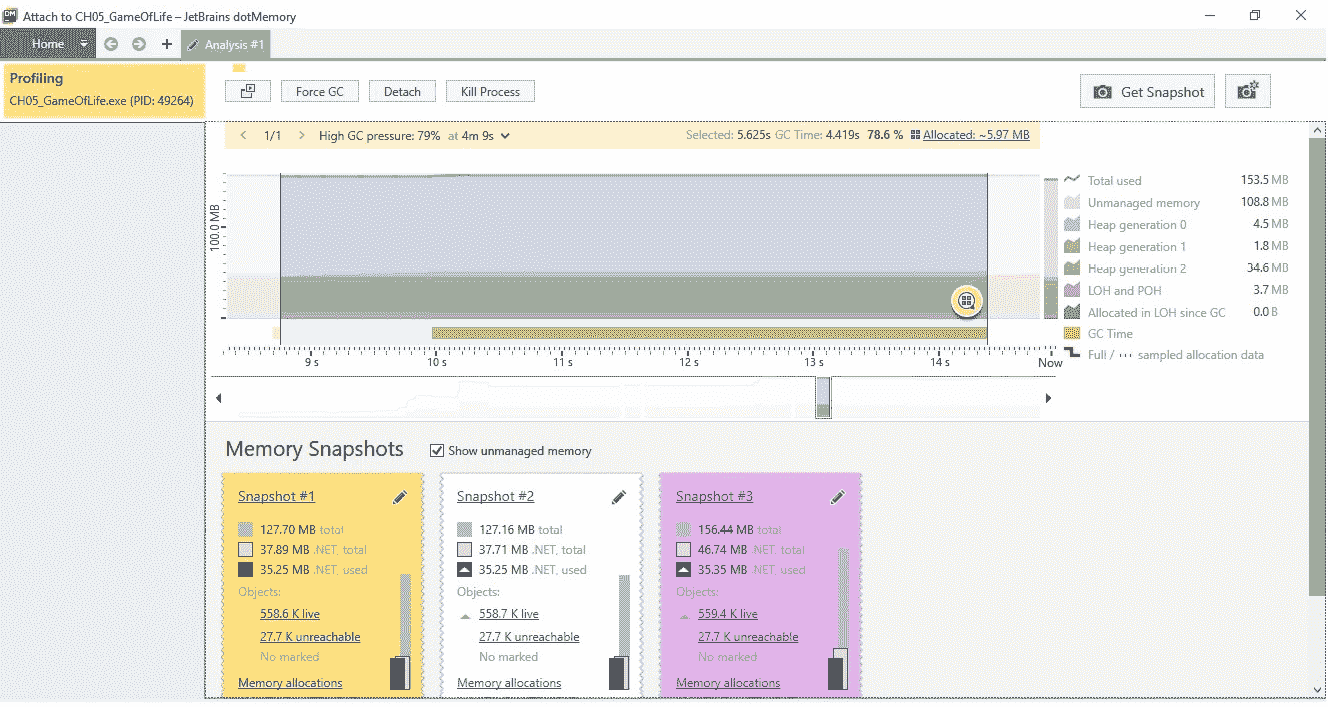 Attach to CH05_GameOfLife – JetBrains dotMemory
Home
Analysis #1
Profiling
CH05_GameOfLife.exe (PID: 49264)
Force GC
Detach
Kill Process
Get Snapshot
1/1 High GC pressure: 79% at 4m 9s Selected: 5.625s GC Time: 4.419s 78.6 % Allocated: ~5.97 MB
100.0 MB
Total used 153.5 MB
Unmanaged memory 108.8 MB
Heap generation 0 4.5 MB
Heap generation 1 1.8 MB
Heap generation 2 34.6 MB
LOH and POH 3.7 MB
Allocated in LOH since GC 0.0 B
GC Time
Full / sampled allocation data
9 s 10 s 11 s 12 s 13 s 14 s Now
Memory Snapshots Show unmanaged memory
Snapshot #1
127.70 MB total
37.89 MB .NET, total
35.25 MB .NET, used
Objects:
558.6 K live
27.7 K unreachable
No marked
Memory allocations
Snapshot #2
127.16 MB total
37.71 MB .NET, total
35.25 MB .NET, used
Objects:
558.7 K live
27.7 K unreachable
No marked
Memory allocations
Snapshot #3
156.44 MB total
46.74 MB .NET, total
35.35 MB .NET, used
Objects:
559.4 K live
27.7 K unreachable
No marked
Memory allocations